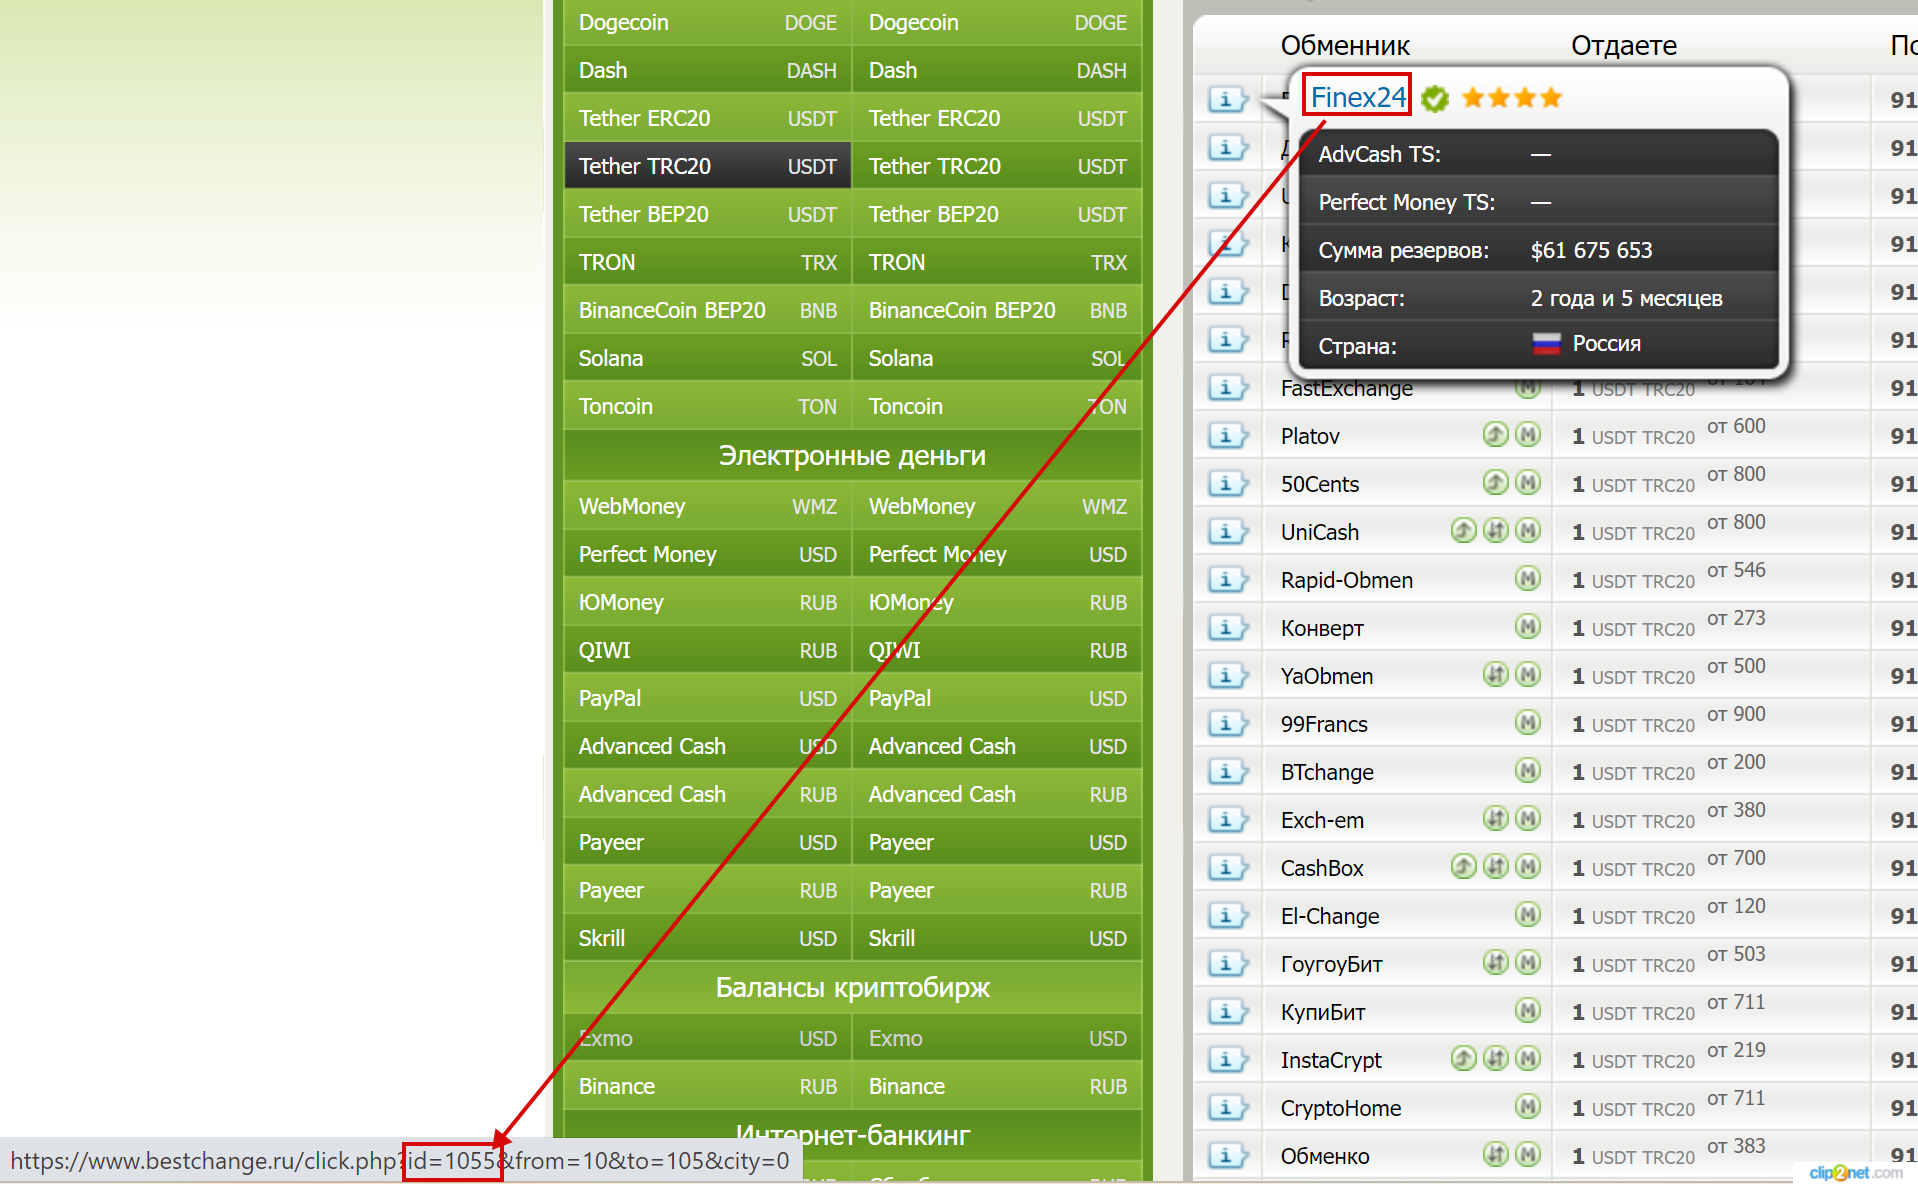 Dogecoin DOGE Dogecoin DOGE
Dash DASH Dash DASH
Tether ERC20 USDT Tether ERC20 USDT
Tether TRC20 USDT Tether TRC20 USDT
Tether BEP20 USDT Tether BEP20 USDT
TRON TRX TRON TRX
BinanceCoin BEP20 BNB BinanceCoin BEP20 BNB
Solana SOL Solana SOL
Toncoin TON Toncoin TON
Электронные деньги
WebMoney WMZ WebMoney WMZ
Perfect Money USD Perfect Money USD
ЮMoney RUB ЮMoney RUB
QIWI RUB QIWI RUB
PayPal USD PayPal USD
Advanced Cash USD Advanced Cash USD
Advanced Cash RUB Advanced Cash RUB
Payeer USD Payeer USD
Payeer RUB Payeer RUB
Skrill USD Skrill USD
Балансы криптобирж
Exmo USD Exmo USD
Binance RUB Binance RUB
Интернет-банкинг
https://www.bestchange.ru/click.php?id=1055&from=10&to=105&city=0
Обменник Отдаете
Finex24 91
AdvCash TS: — 91
Perfect Money TS: — 91
Сумма резервов: $61 675 653 91
Возраст: 2 года и 5 месяцев 91
Страна: Россия 91
FastExchange M 1 USDT TRC20 91
Platov M 1 USDT TRC20 от 600 91
50Cents M 1 USDT TRC20 от 800 91
UniCash M 1 USDT TRC20 от 800 91
Rapid-Obmen M 1 USDT TRC20 от 546 91
Конверт M 1 USDT TRC20 от 273 91
YaObmen M 1 USDT TRC20 от 500 91
99Francs M 1 USDT TRC20 от 900 91
BTchange M 1 USDT TRC20 от 200 91
Exch-em M 1 USDT TRC20 от 380 91
CashBox M 1 USDT TRC20 от 700 91
El-Change M 1 USDT TRC20 от 120 91
ГоугоуБит M 1 USDT TRC20 от 503 91
КупиБит M 1 USDT TRC20 от 711 91
InstaCrypt M 1 USDT TRC20 от 219 91
CryptoHome M 1 USDT TRC20 от 711 91
Обменко M 1 USDT TRC20 от 383 91
clip2net.com